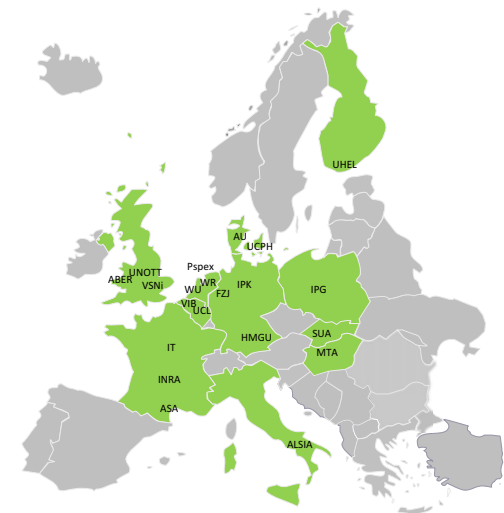 UHEL
AU
UCPH
Pspex
UNOTT
ABER
VSNi
WR
WU
FZJ
IPK
IPG
VIB
UCL
SUA
HMGU
IT
MTA
INRA
ASA
ALSIA